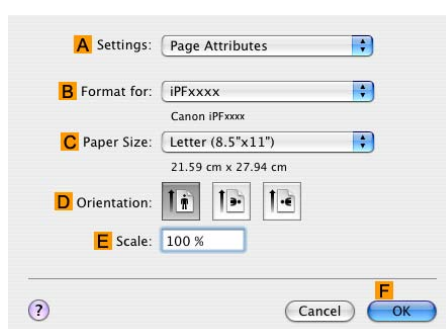 A Settings: Page Attributes
B Format for: iPFxxxx
Canon iPFxxxx
C Paper Size: Letter (8.5"x11")
21.59 cm x 27.94 cm
D Orientation:
E Scale: 100 %
F
? Cancel OK